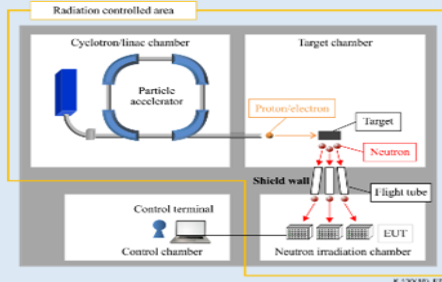 Radiation controlled area
Cyclotron/linac chamber
Target chamber
Particle
accelerator
Proton/electron
Target
Neutron
Shield wall
Flight tube
Control terminal
EUT
Control chamber
Neutron irradiation chamber